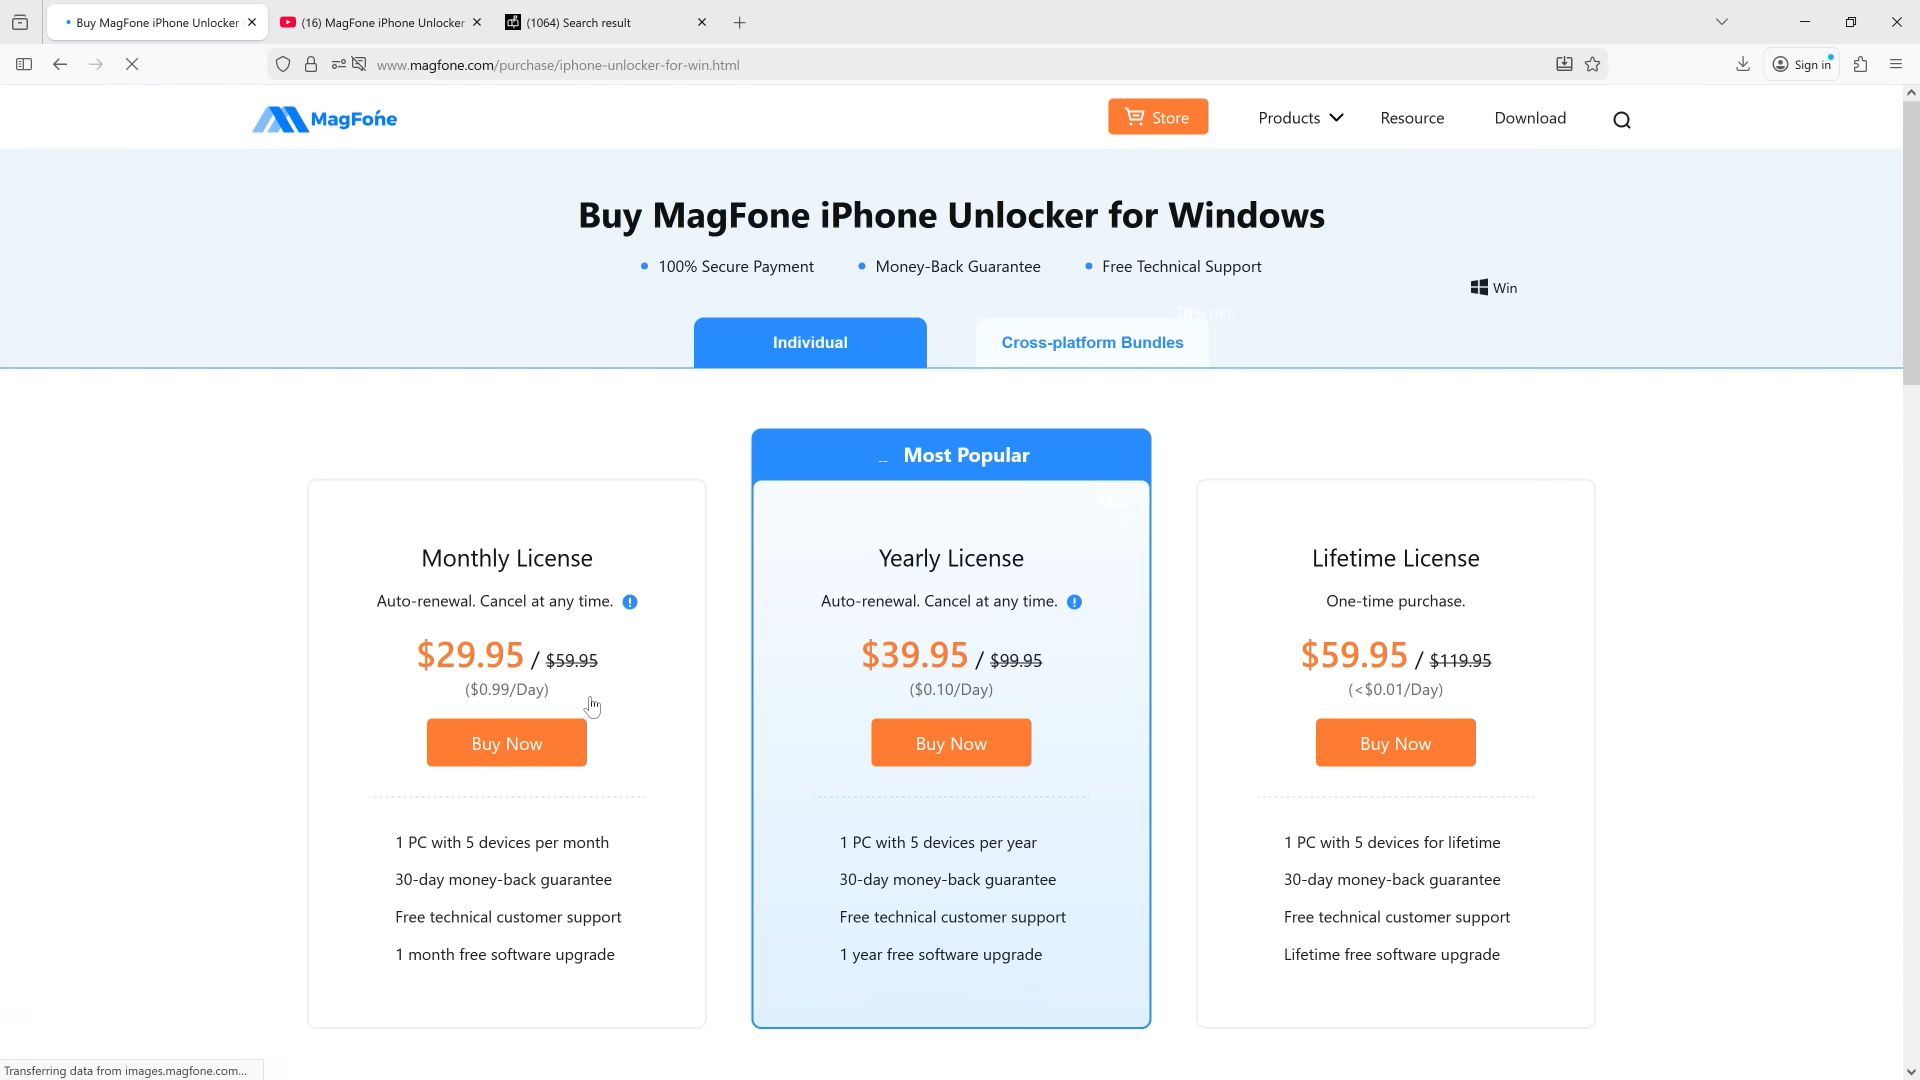 Buy MagFone iPhone Unlocker
(16) MagFone iPhone Unlocker
(1064) Search result
www.magfone.com/purchase/iphone-unlocker-for-win.html
Sign in
MagFone
Store
Products
Resource
Download
Buy MagFone iPhone Unlocker for Windows
100% Secure Payment
Money-Back Guarantee
Free Technical Support
Win
70% OFF
Individual
Cross-platform Bundles
Most Popular
Monthly License
Auto-renewal. Cancel at any time.
$29.95 / $59.95
($0.99/Day)
Buy Now
1 PC with 5 devices per month
30-day money-back guarantee
Free technical customer support
1 month free software upgrade
Yearly License
Auto-renewal. Cancel at any time.
$39.95 / $99.95
($0.10/Day)
Buy Now
1 PC with 5 devices per year
30-day money-back guarantee
Free technical customer support
1 year free software upgrade
Lifetime License
One-time purchase.
$59.95 / $119.95
(<$0.01/Day)
Buy Now
1 PC with 5 devices for lifetime
30-day money-back guarantee
Free technical customer support
Lifetime free software upgrade
Transferring data from images.magfone.com...